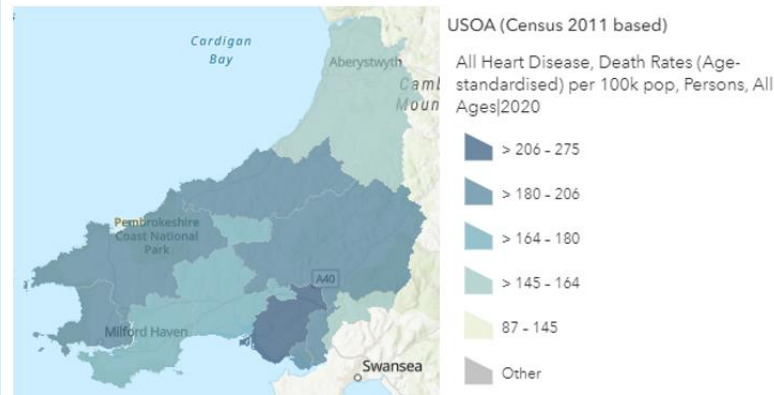 Cardigan
Bay
Aberystwyth
Cambr
Moun
Pembrokeshire
Coast National
Park
A40
Milford Haven
Swansea
USOA (Census 2011 based)
All Heart Disease, Death Rates (Age-
standardised) per 100k pop, Persons, All
Ages|2020
> 206 - 275
> 180 - 206
> 164 - 180
> 145 - 164
87 - 145
Other